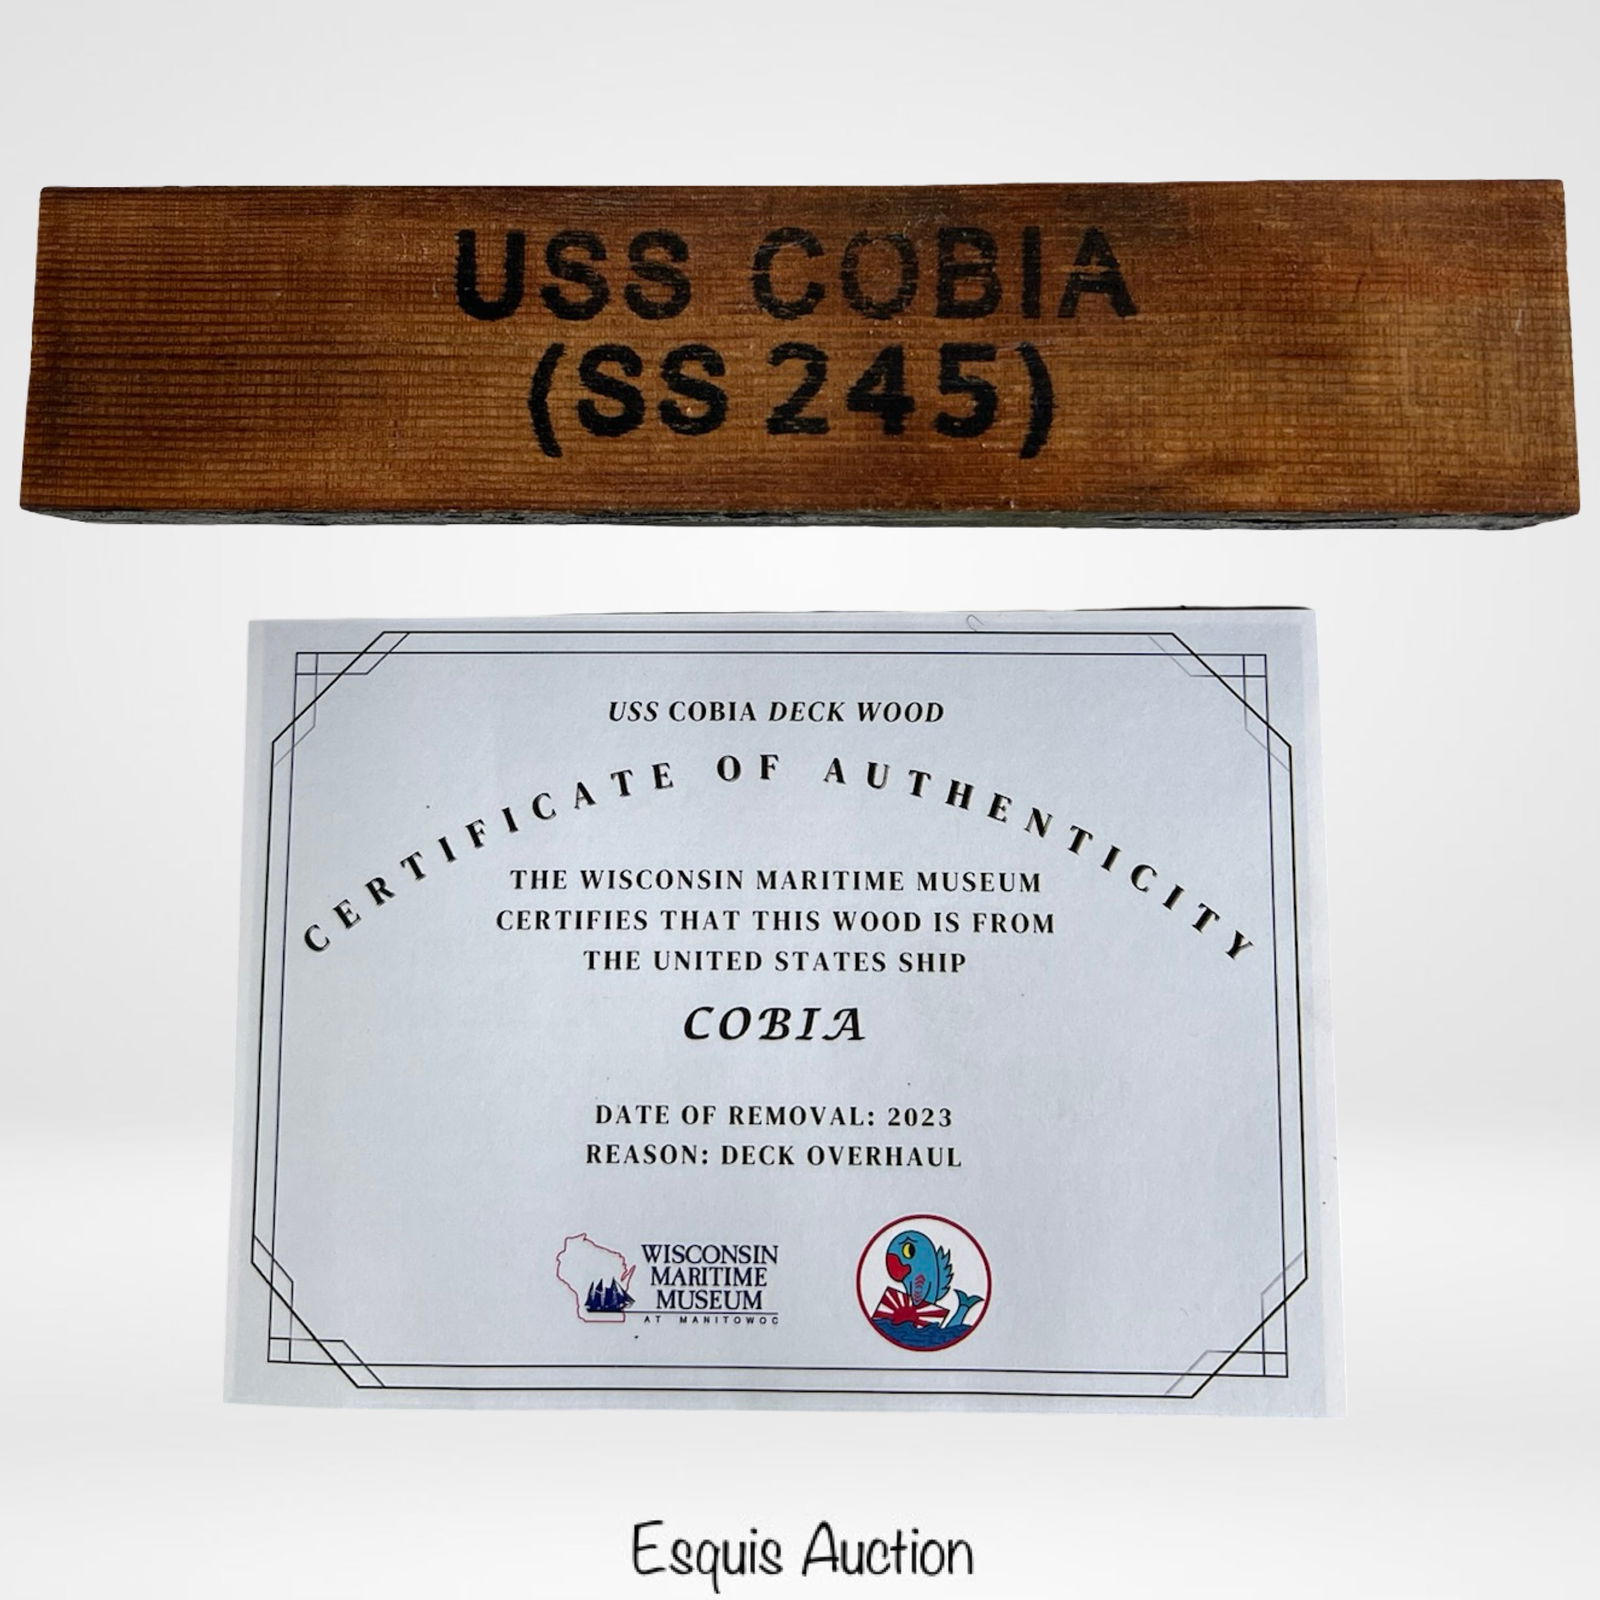 USS COBIA
(SS 245)
USS COBIA DECK WOOD
CERTIFICATE OF AUTHENTICITY
THE WISCONSIN MARITIME MUSEUM
CERTIFIES THAT THIS WOOD IS FROM
THE UNITED STATES SHIP
COBIA
DATE OF REMOVAL: 2023
REASON: DECK OVERHAUL
WISCONSIN
MARITIME
MUSEUM
AT MANITOWOC
Esquis Auction